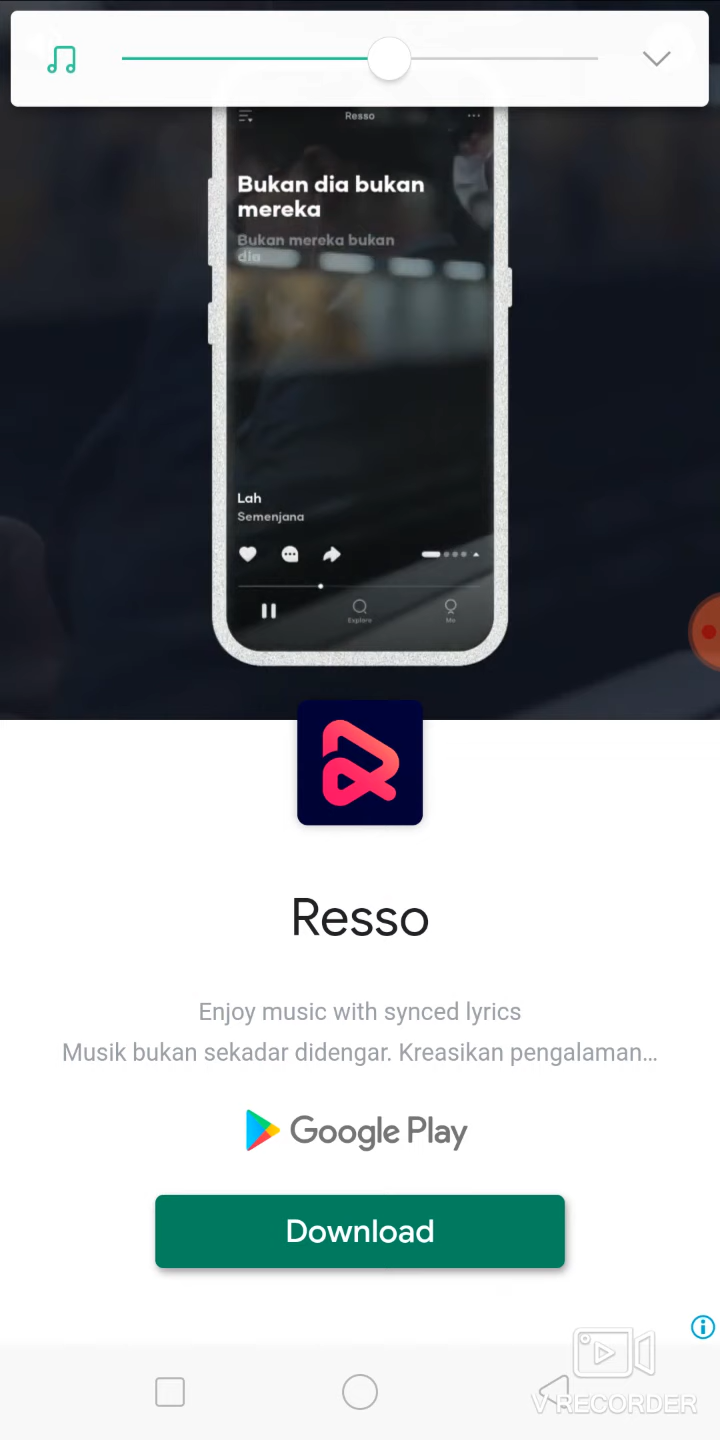 Resso
Bukan dia bukan
mereka
Bukan mereka bukan
dia
Lah
Semenjana
Explore
Me
Resso
Enjoy music with synced lyrics
Musik bukan sekadar didengar. Kreasikan pengalaman...
Google Play
Download
V RECORDER